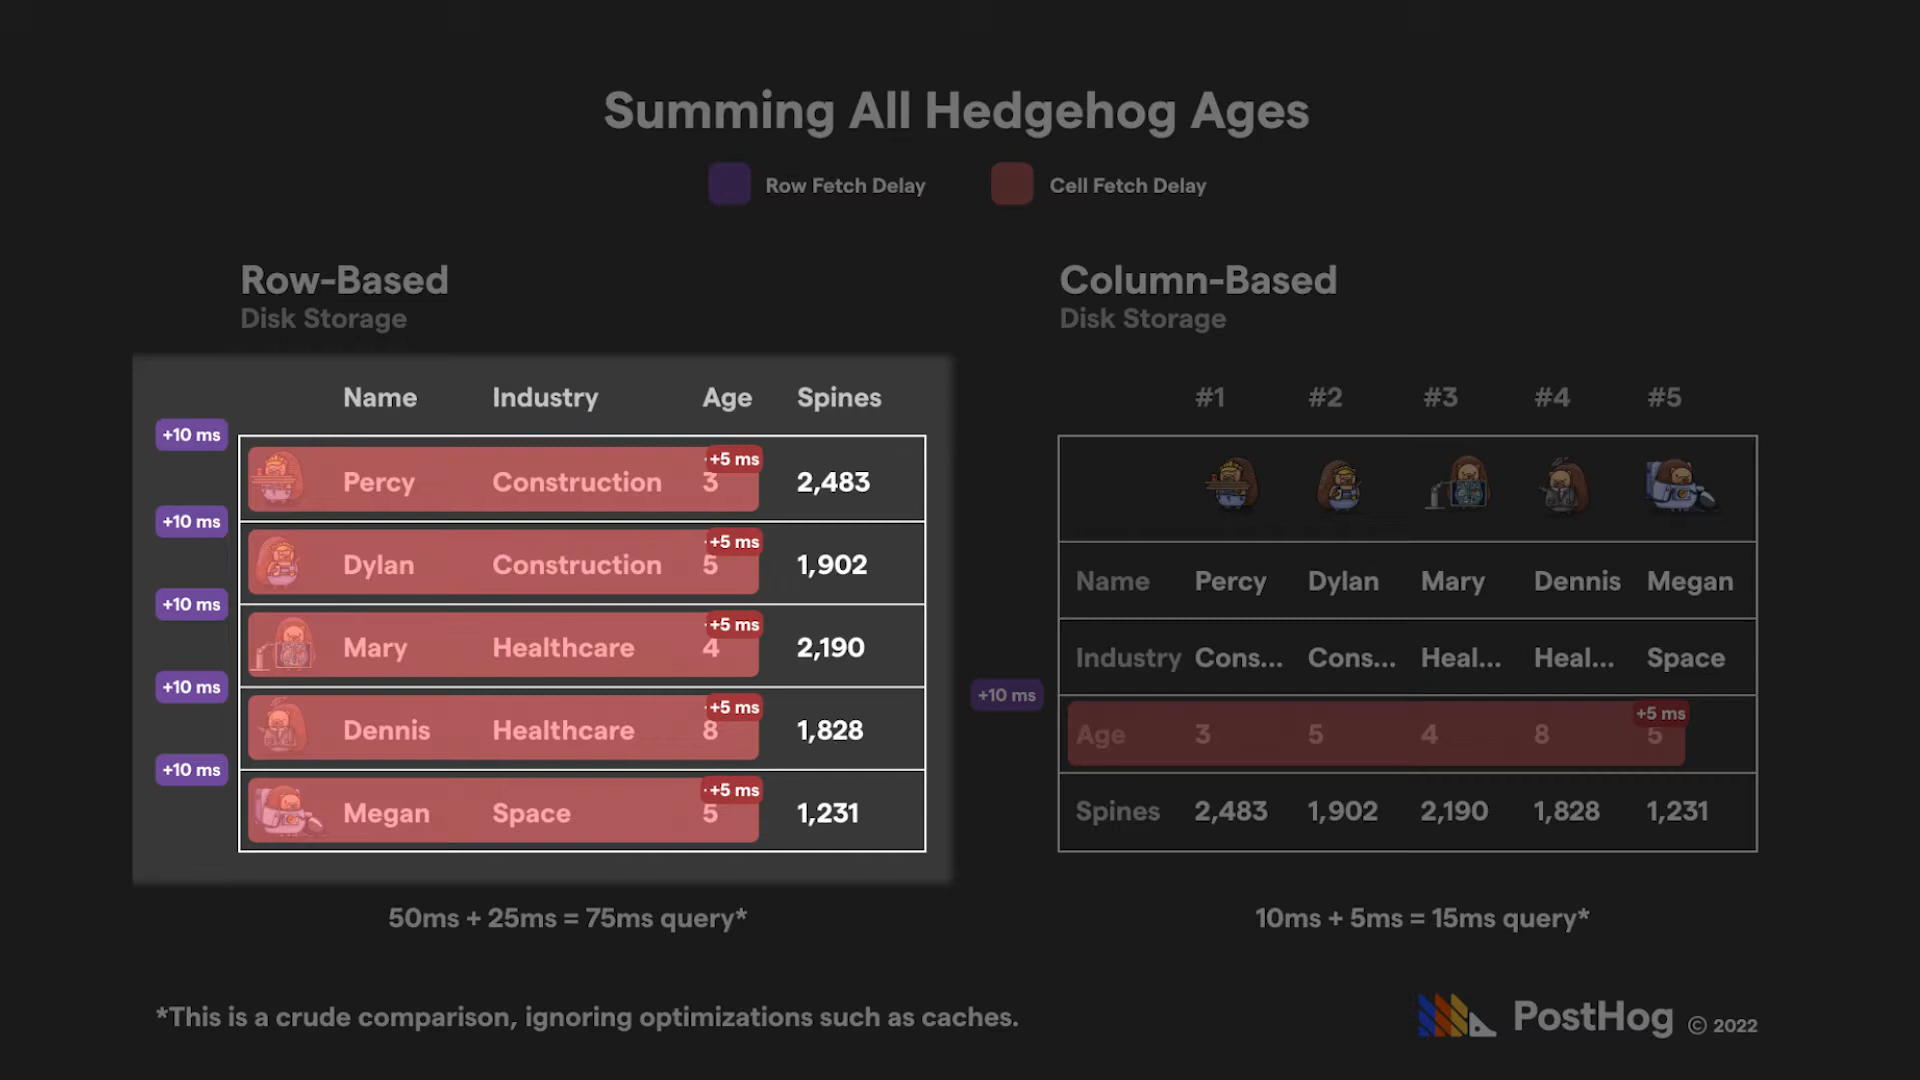 Summing All Hedgehog Ages
Row Fetch Delay
Cell Fetch Delay
Row-Based
Disk Storage
Name Industry Age Spines
+10 ms
+5 ms
Percy Construction 3 2,483
+10 ms
+5 ms
Dylan Construction 5 1,902
+10 ms
+5 ms
Mary Healthcare 4 2,190
+10 ms
+5 ms
Dennis Healthcare 8 1,828
+10 ms
+5 ms
Megan Space 5 1,231
50ms + 25ms = 75ms query*
Column-Based
Disk Storage
#1 #2 #3 #4 #5
Name Percy Dylan Mary Dennis Megan
Industry Cons... Cons... Heal... Heal... Space
+10 ms
+5 ms
Age 3 5 4 8 5
Spines 2,483 1,902 2,190 1,828 1,231
10ms + 5ms = 15ms query*
*This is a crude comparison, ignoring optimizations such as caches.
PostHog © 2022